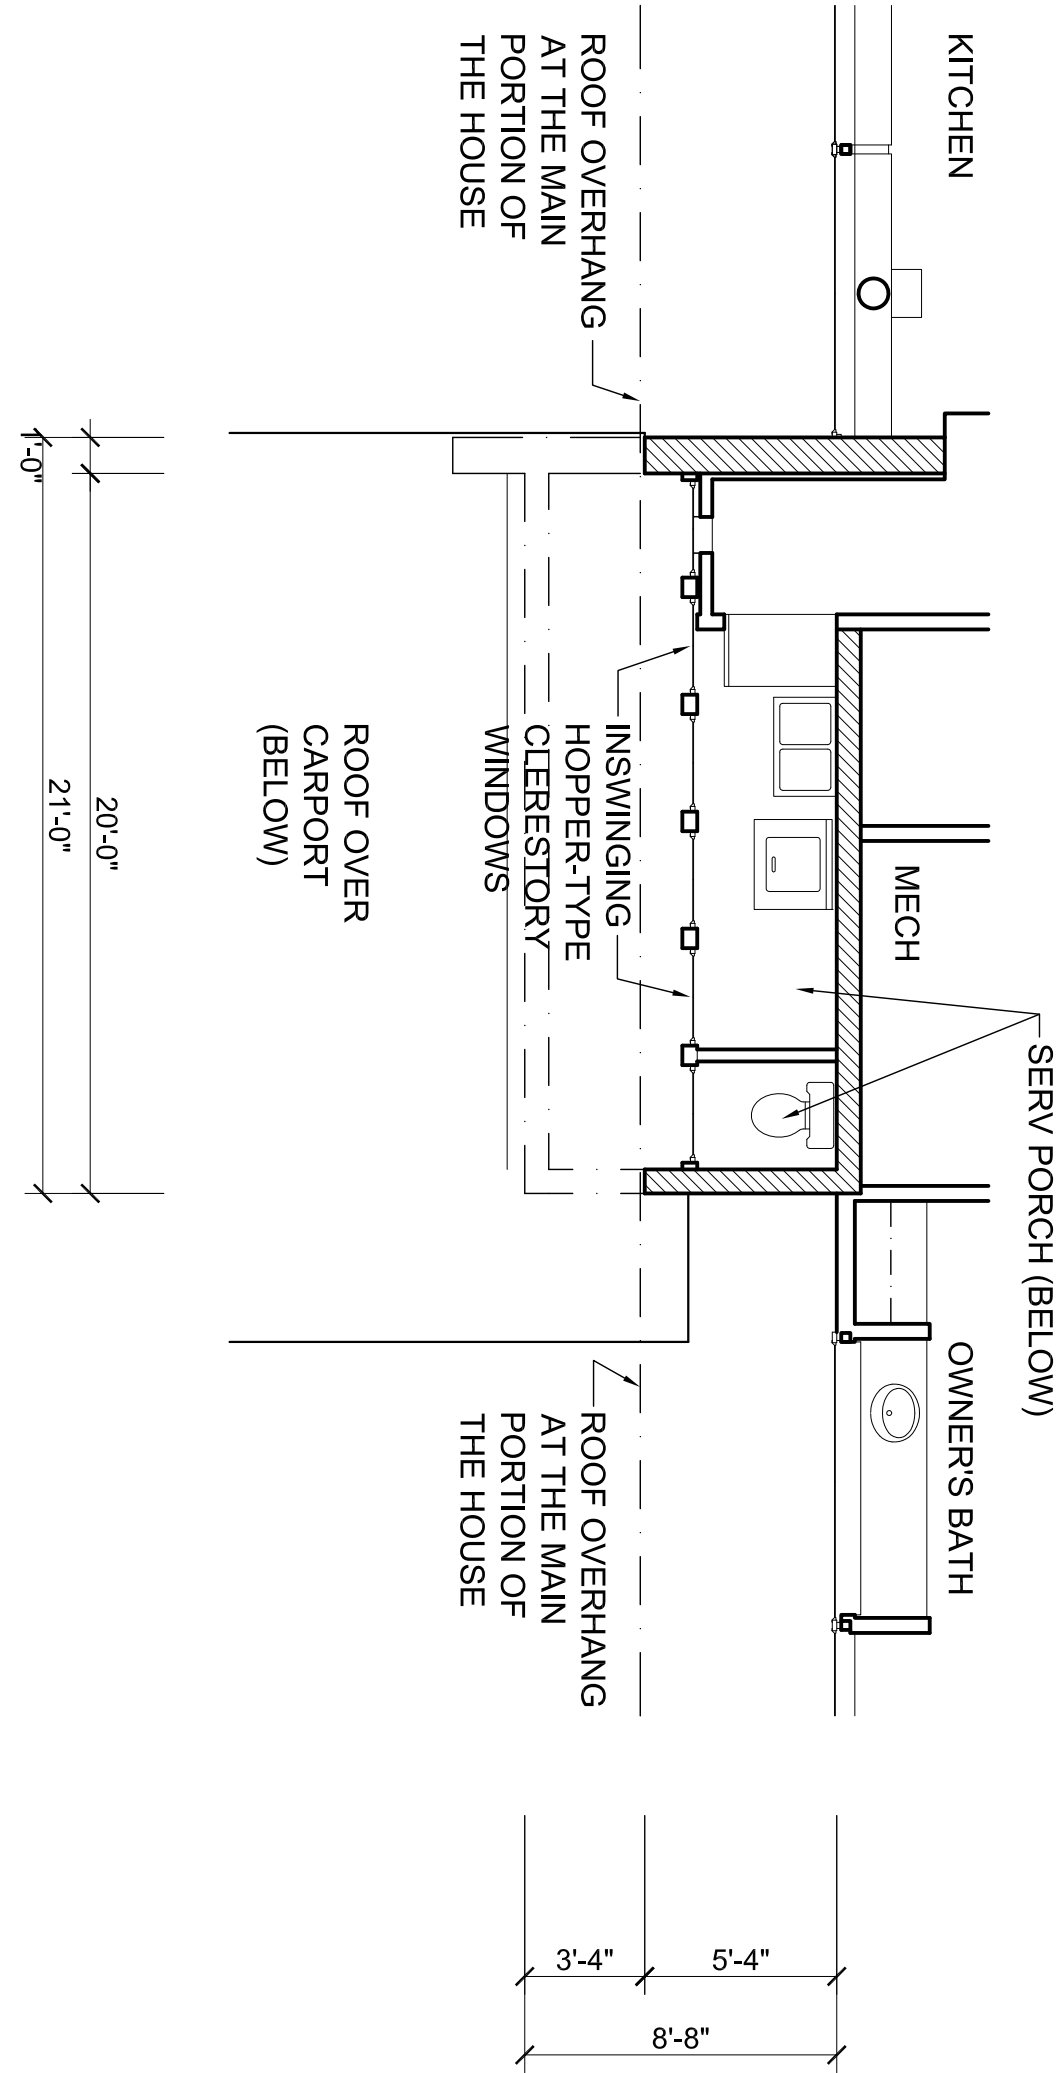 SERV PORCH (BELOW)
KITCHEN
MECH
OWNER'S BATH
ROOF OVERHANG
AT THE MAIN
PORTION OF
THE HOUSE
INSWINGING
HOPPER-TYPE
CLERESTORY
WINDOWS
ROOF OVERHANG
AT THE MAIN
PORTION OF
THE HOUSE
ROOF OVER
CARPORT
(BELOW)
5'-4"
3'-4"
8'-8"
20'-0"
21'-0"
1'-0"